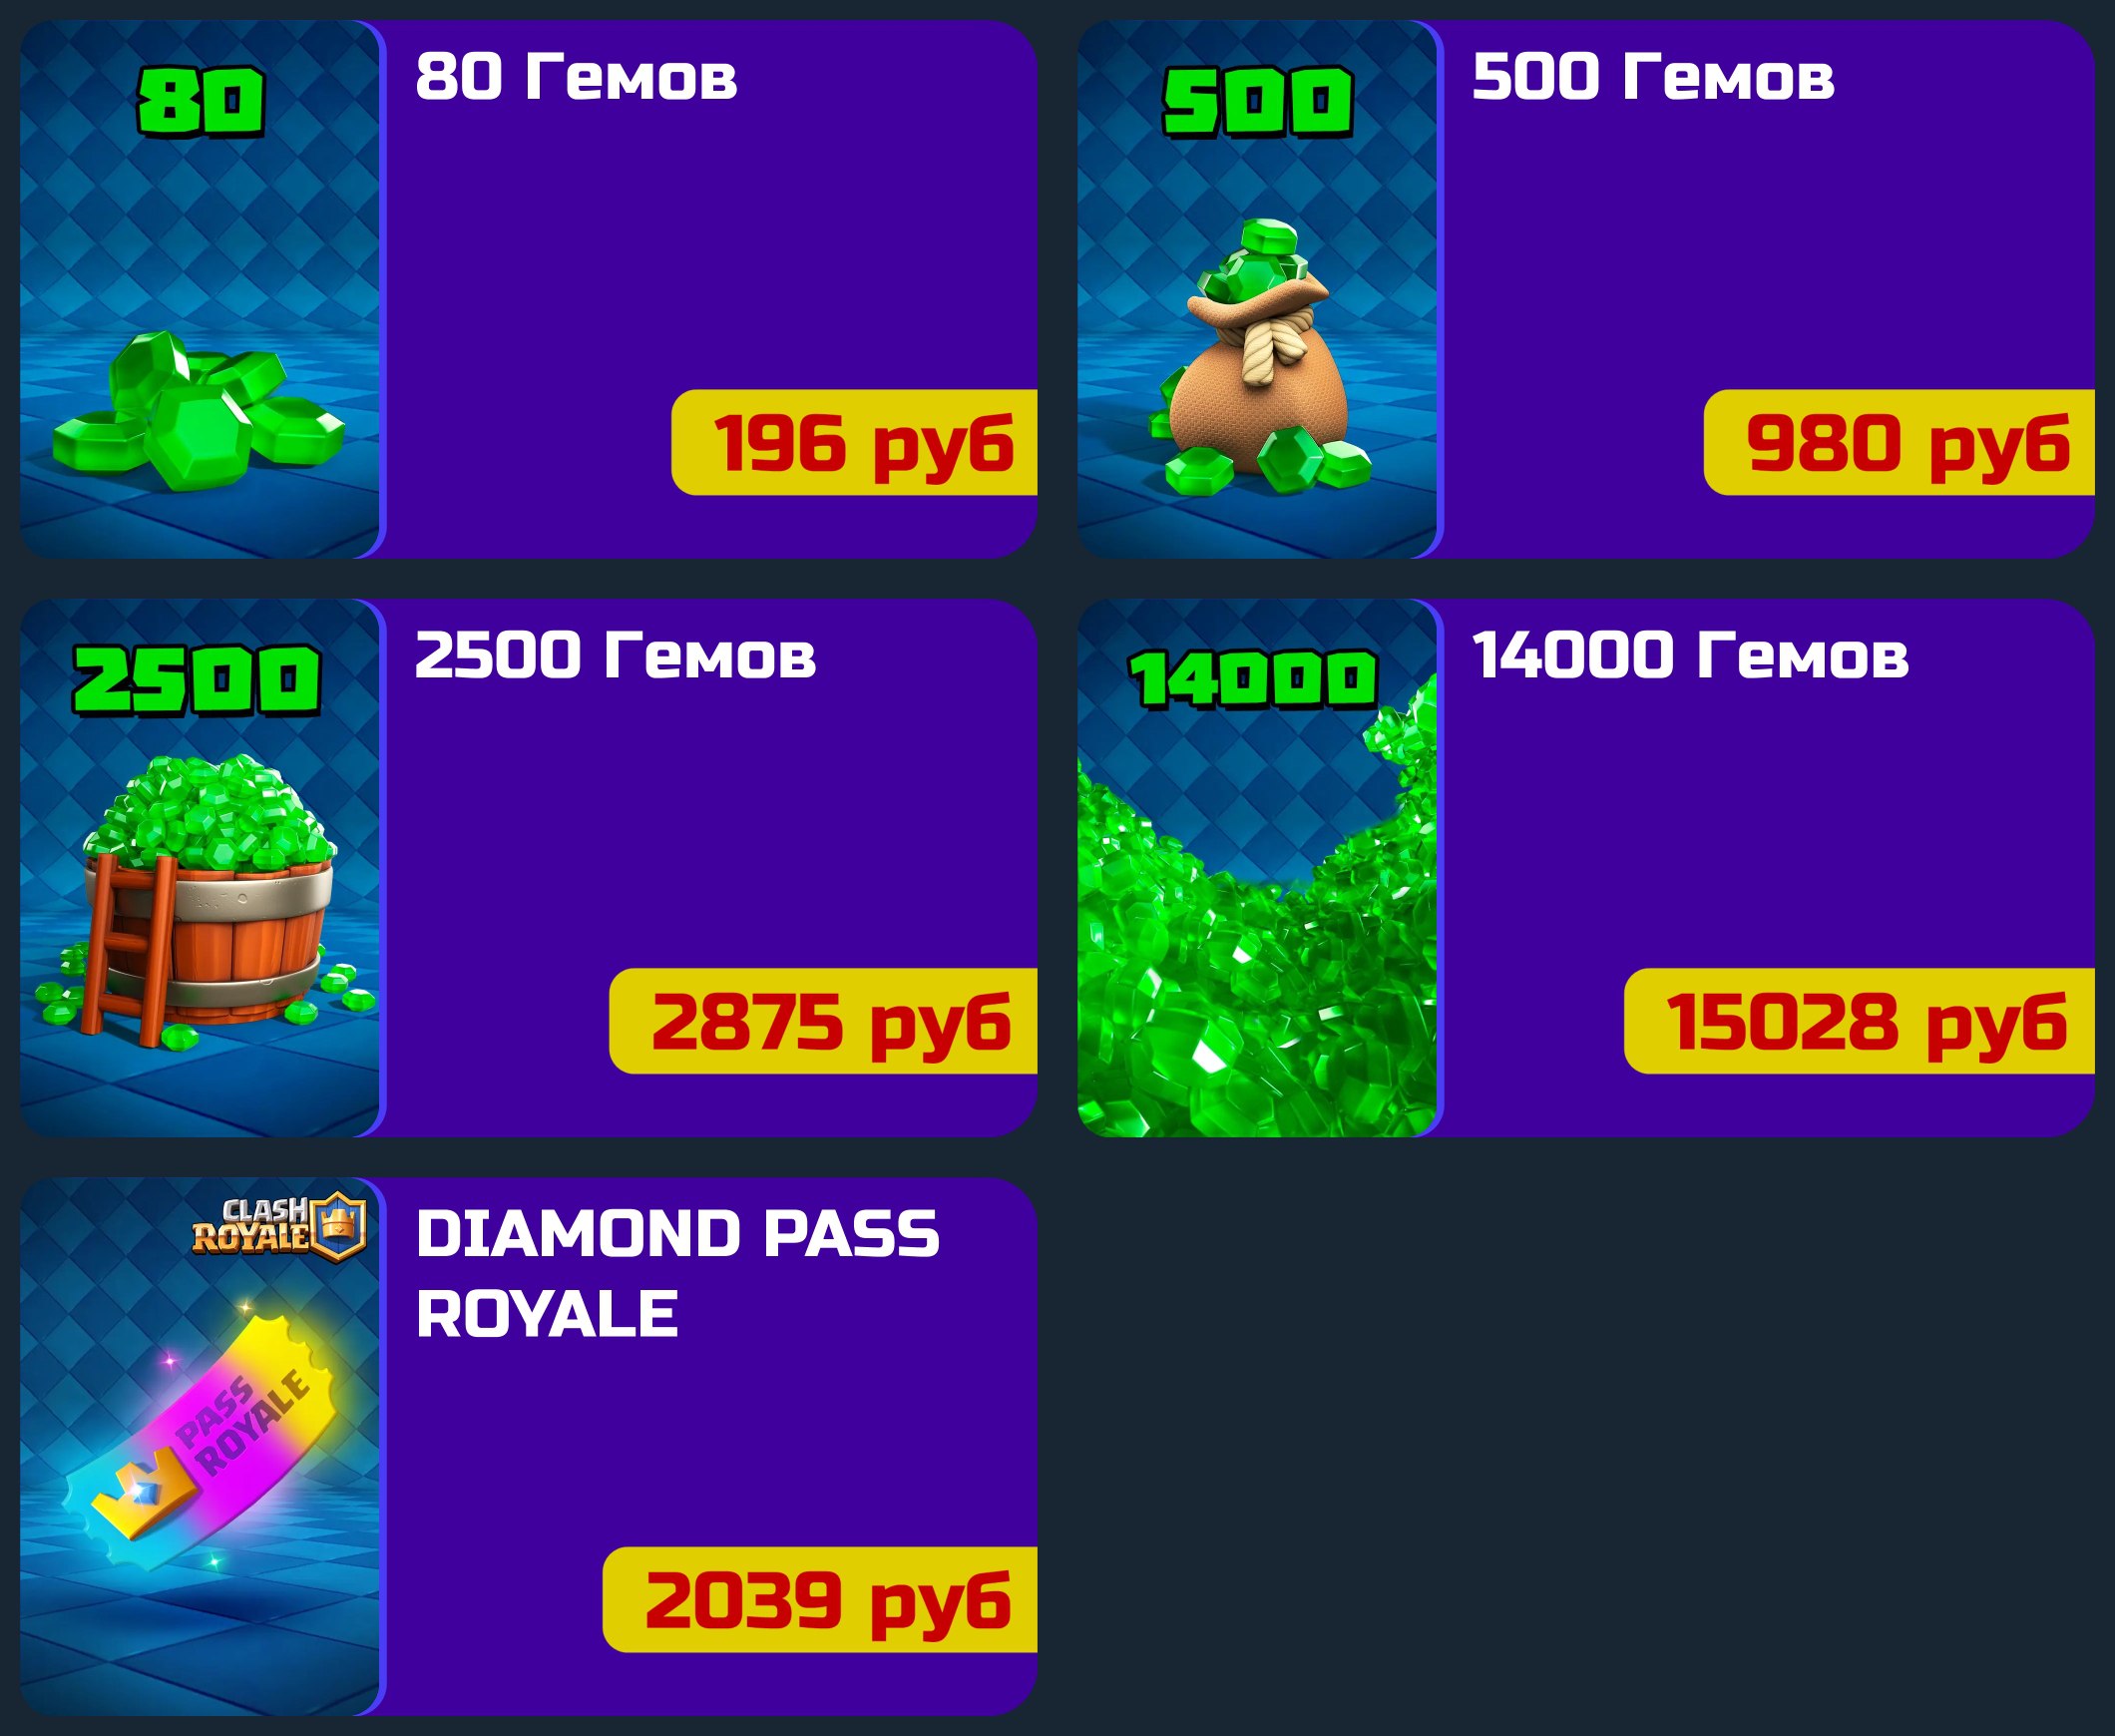 80
80 Гемов
196 руб
500
500 Гемов
980 руб
2500
2500 Гемов
2875 руб
14000
14000 Гемов
15028 руб
CLASH
ROYALE
PASS
ROYALE
DIAMOND PASS
ROYALE
2039 руб